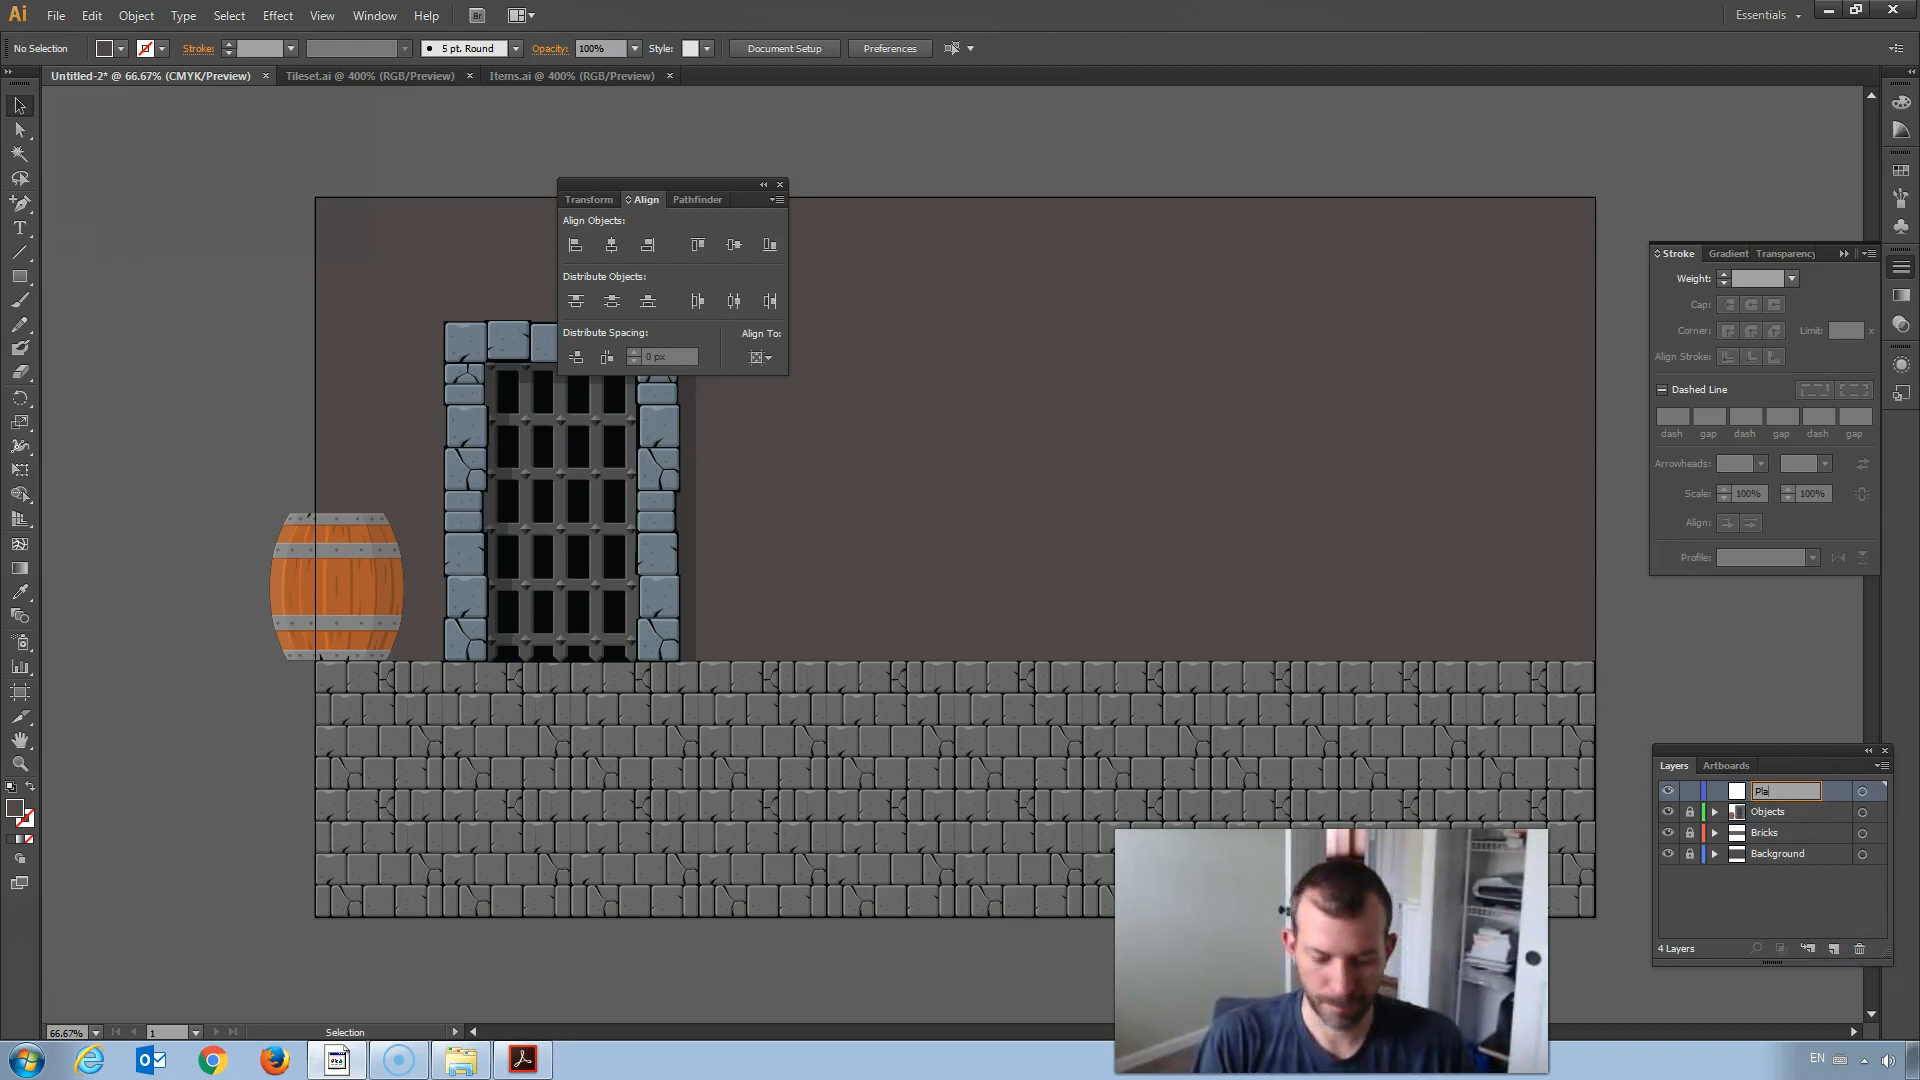 Ai File Edit Object Type Select Effect View Window Help Br Essentials
No Selection Stroke: 5 pt. Round Opacity: 100% Style: Document Setup Preferences
Untitled-2* @ 66.67% (CMYK/Preview) × Tileset.ai @ 400% (RGB/Preview) × Items.ai @ 400% (RGB/Preview) ×
Transform Align Pathfinder
Align Objects:
Distribute Objects:
Distribute Spacing: Align To:
0 px
Stroke Gradient Transparency
Weight:
Cap:
Corner: Limit: x
Align Stroke:
Dashed Line
dash gap dash gap dash gap
Arrowheads:
Scale: 100% 100%
Align:
Profile:
Layers Artboards
Pla
Objects
Bricks
Background
4 Layers
66.67% 1 Selection
EN